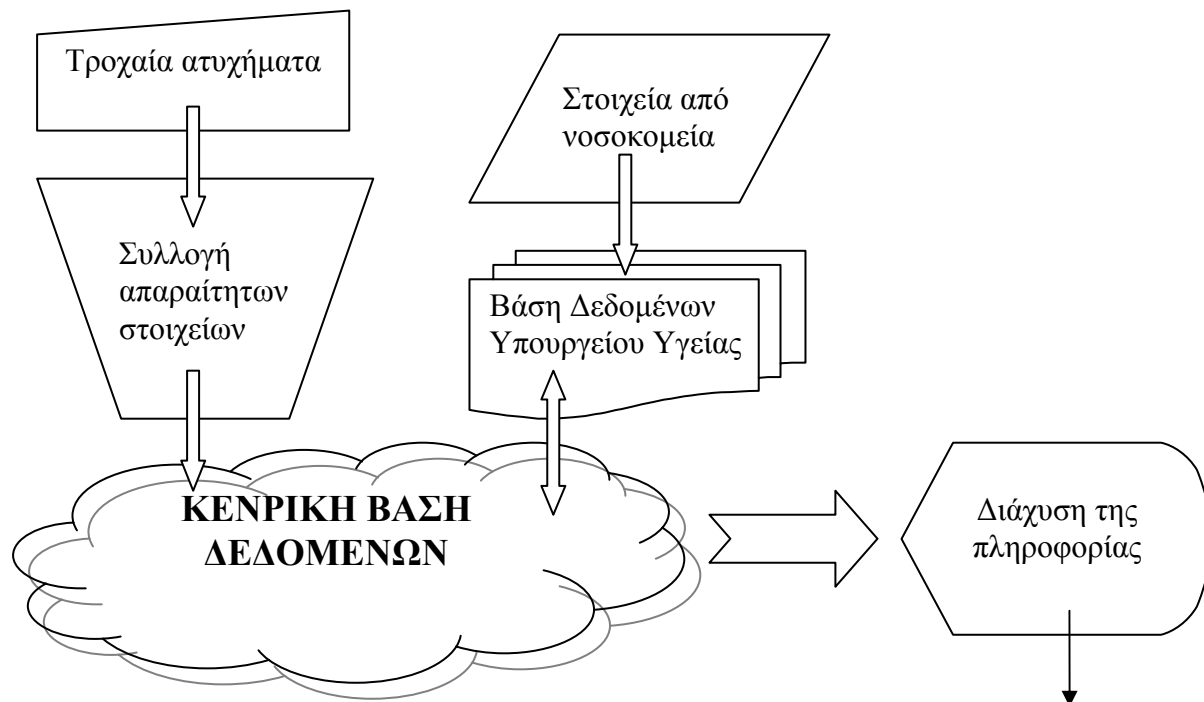 Τροχαία ατυχήματα
Στοιχεία από
νοσοκομεία
Συλλογή
απαραίτητων
στοιχείων
Βάση Δεδομένων
Υπουργείου Υγείας
ΚΕΝΡΙΚΗ ΒΑΣΗ
ΔΕΔΟΜΕΝΩΝ
Διάχυση της
πληροφορίας